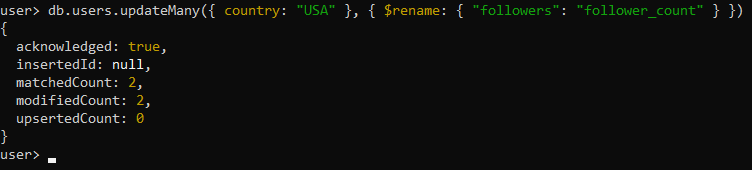 user> db.users.updateMany({ country: "USA" }, { $rename: { "followers": "follower_count" } })
{
  acknowledged: true,
  insertedId: null,
  matchedCount: 2,
  modifiedCount: 2,
  upsertedCount: 0
}
user>